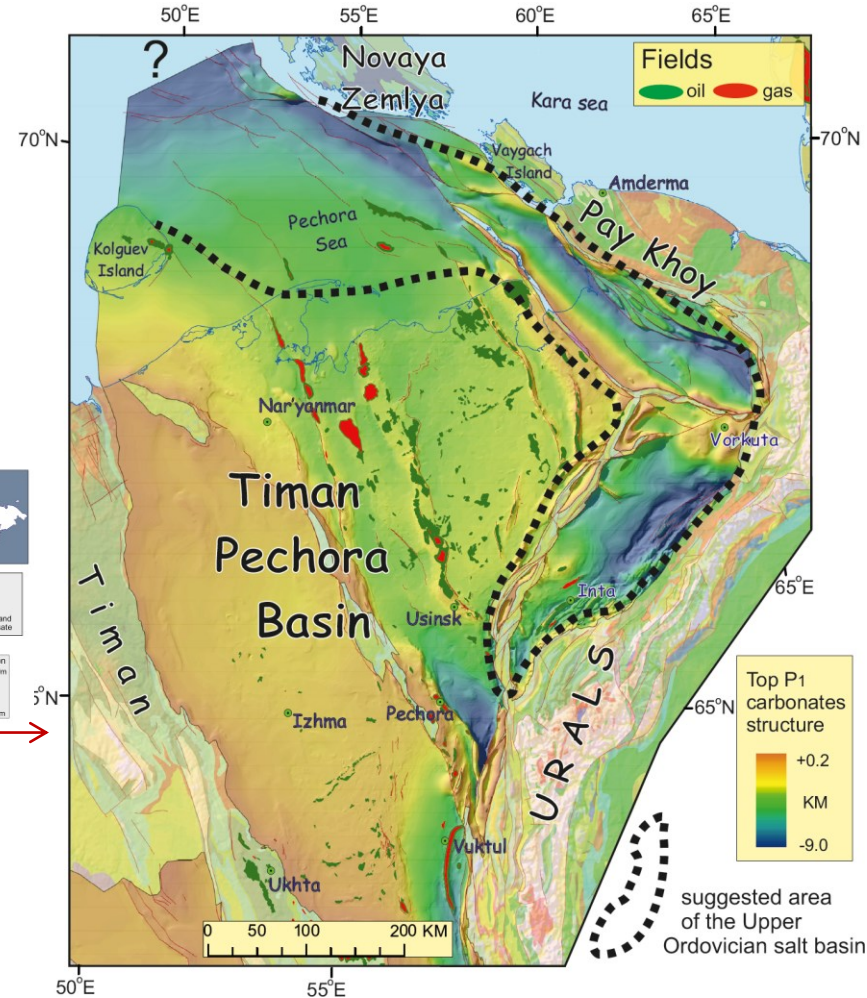 50°E
55°E
60°E
65°E
?
Novaya
Zemlya
Fields
oil
gas
Kara sea
70°N
70°N
Vaygach
Island
Amderma
Pay Khoy
Pechora
Sea
Kolguev
Island
Nar'yanmar
Vorkuta
Timan
Pechora
Basin
Timan
Usinsk
Inta
65°E
5°N
Pechora
65°N
Izhma
URALS
Top P1
carbonates
structure
+0.2
KM
-9.0
Vuktul
Ukhta
0 50 100 200 KM
suggested area
of the Upper
Ordovician salt basin
50°E
55°E